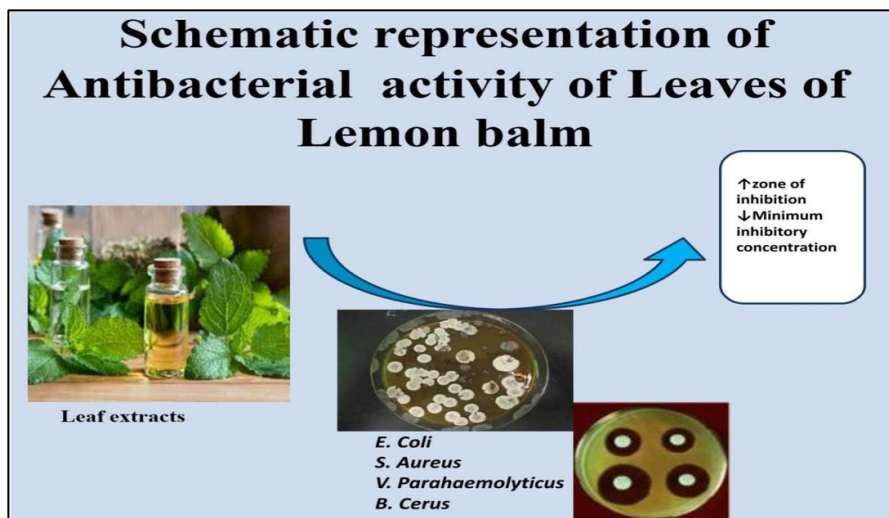 Schematic representation of
Antibacterial activity of Leaves of
Lemon balm
↑zone of
inhibition
↓Minimum
inhibitory
concentration
Leaf extracts
E. Coli
S. Aureus
V. Parahaemolyticus
B. Cerus